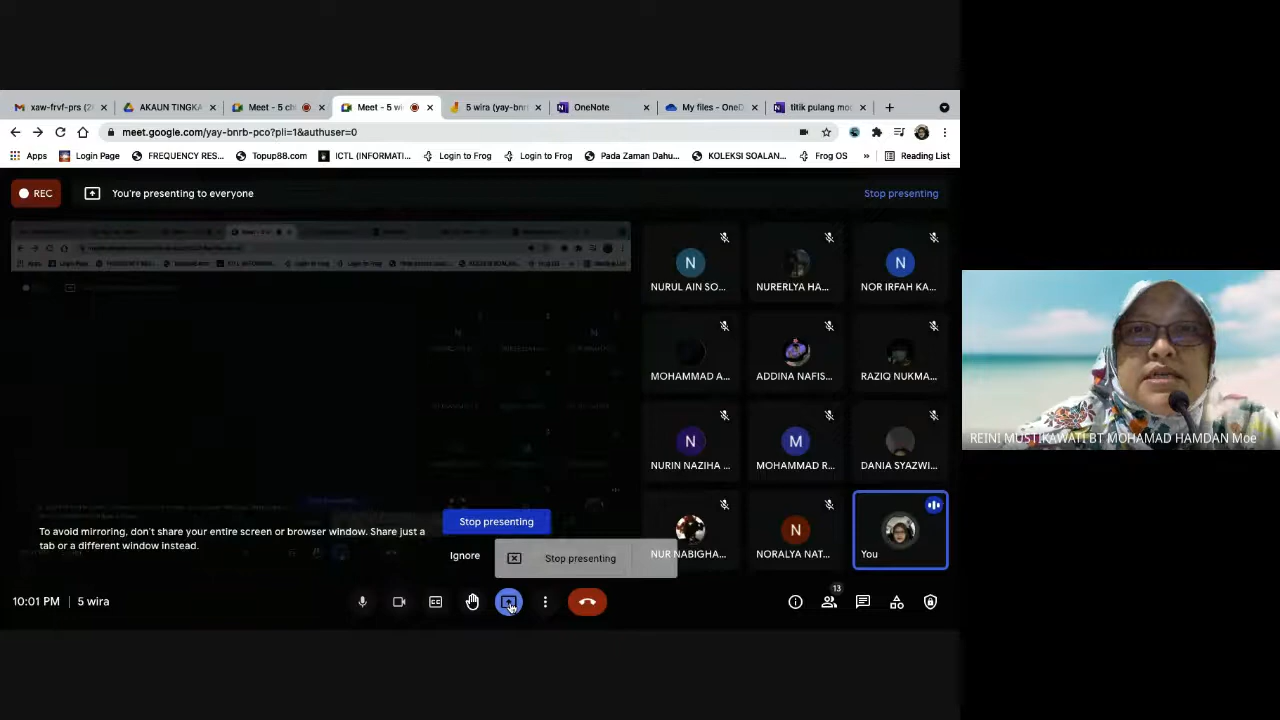 xaw-frvf-prs (2
AKAUN TINGKA
Meet - 5 ch
Meet - 5 wi
5 wira (yay-bnr
OneNote
My files - OneD
titik pulang mod
meet.google.com/yay-bnrb-pco?pli=1&authuser=0
Apps
Login Page
FREQUENCY RES...
Topup88.com
ICTL (INFORMATI...
Login to Frog
Login to Frog
Pada Zaman Dahu...
KOLEKSI SOALAN...
Frog OS
»
Reading List
REC
You're presenting to everyone
Stop presenting
N
N
NURUL AIN SO...
NURERLYA HA...
NOR IRFAH KA...
MOHAMMAD A...
ADDINA NAFIS...
RAZIQ NUKMA...
N
M
NURIN NAZIHA ...
MOHAMMAD R...
DANIA SYAZWI...
REINI MUSTIKAWATI BT MOHAMAD HAMDAN Moe
To avoid mirroring, don't share your entire screen or browser window. Share just a
tab or a different window instead.
Stop presenting
Ignore
Stop presenting
N
NUR NABIGHA...
NORALYA NAT...
You
10:01 PM | 5 wira
CC
13